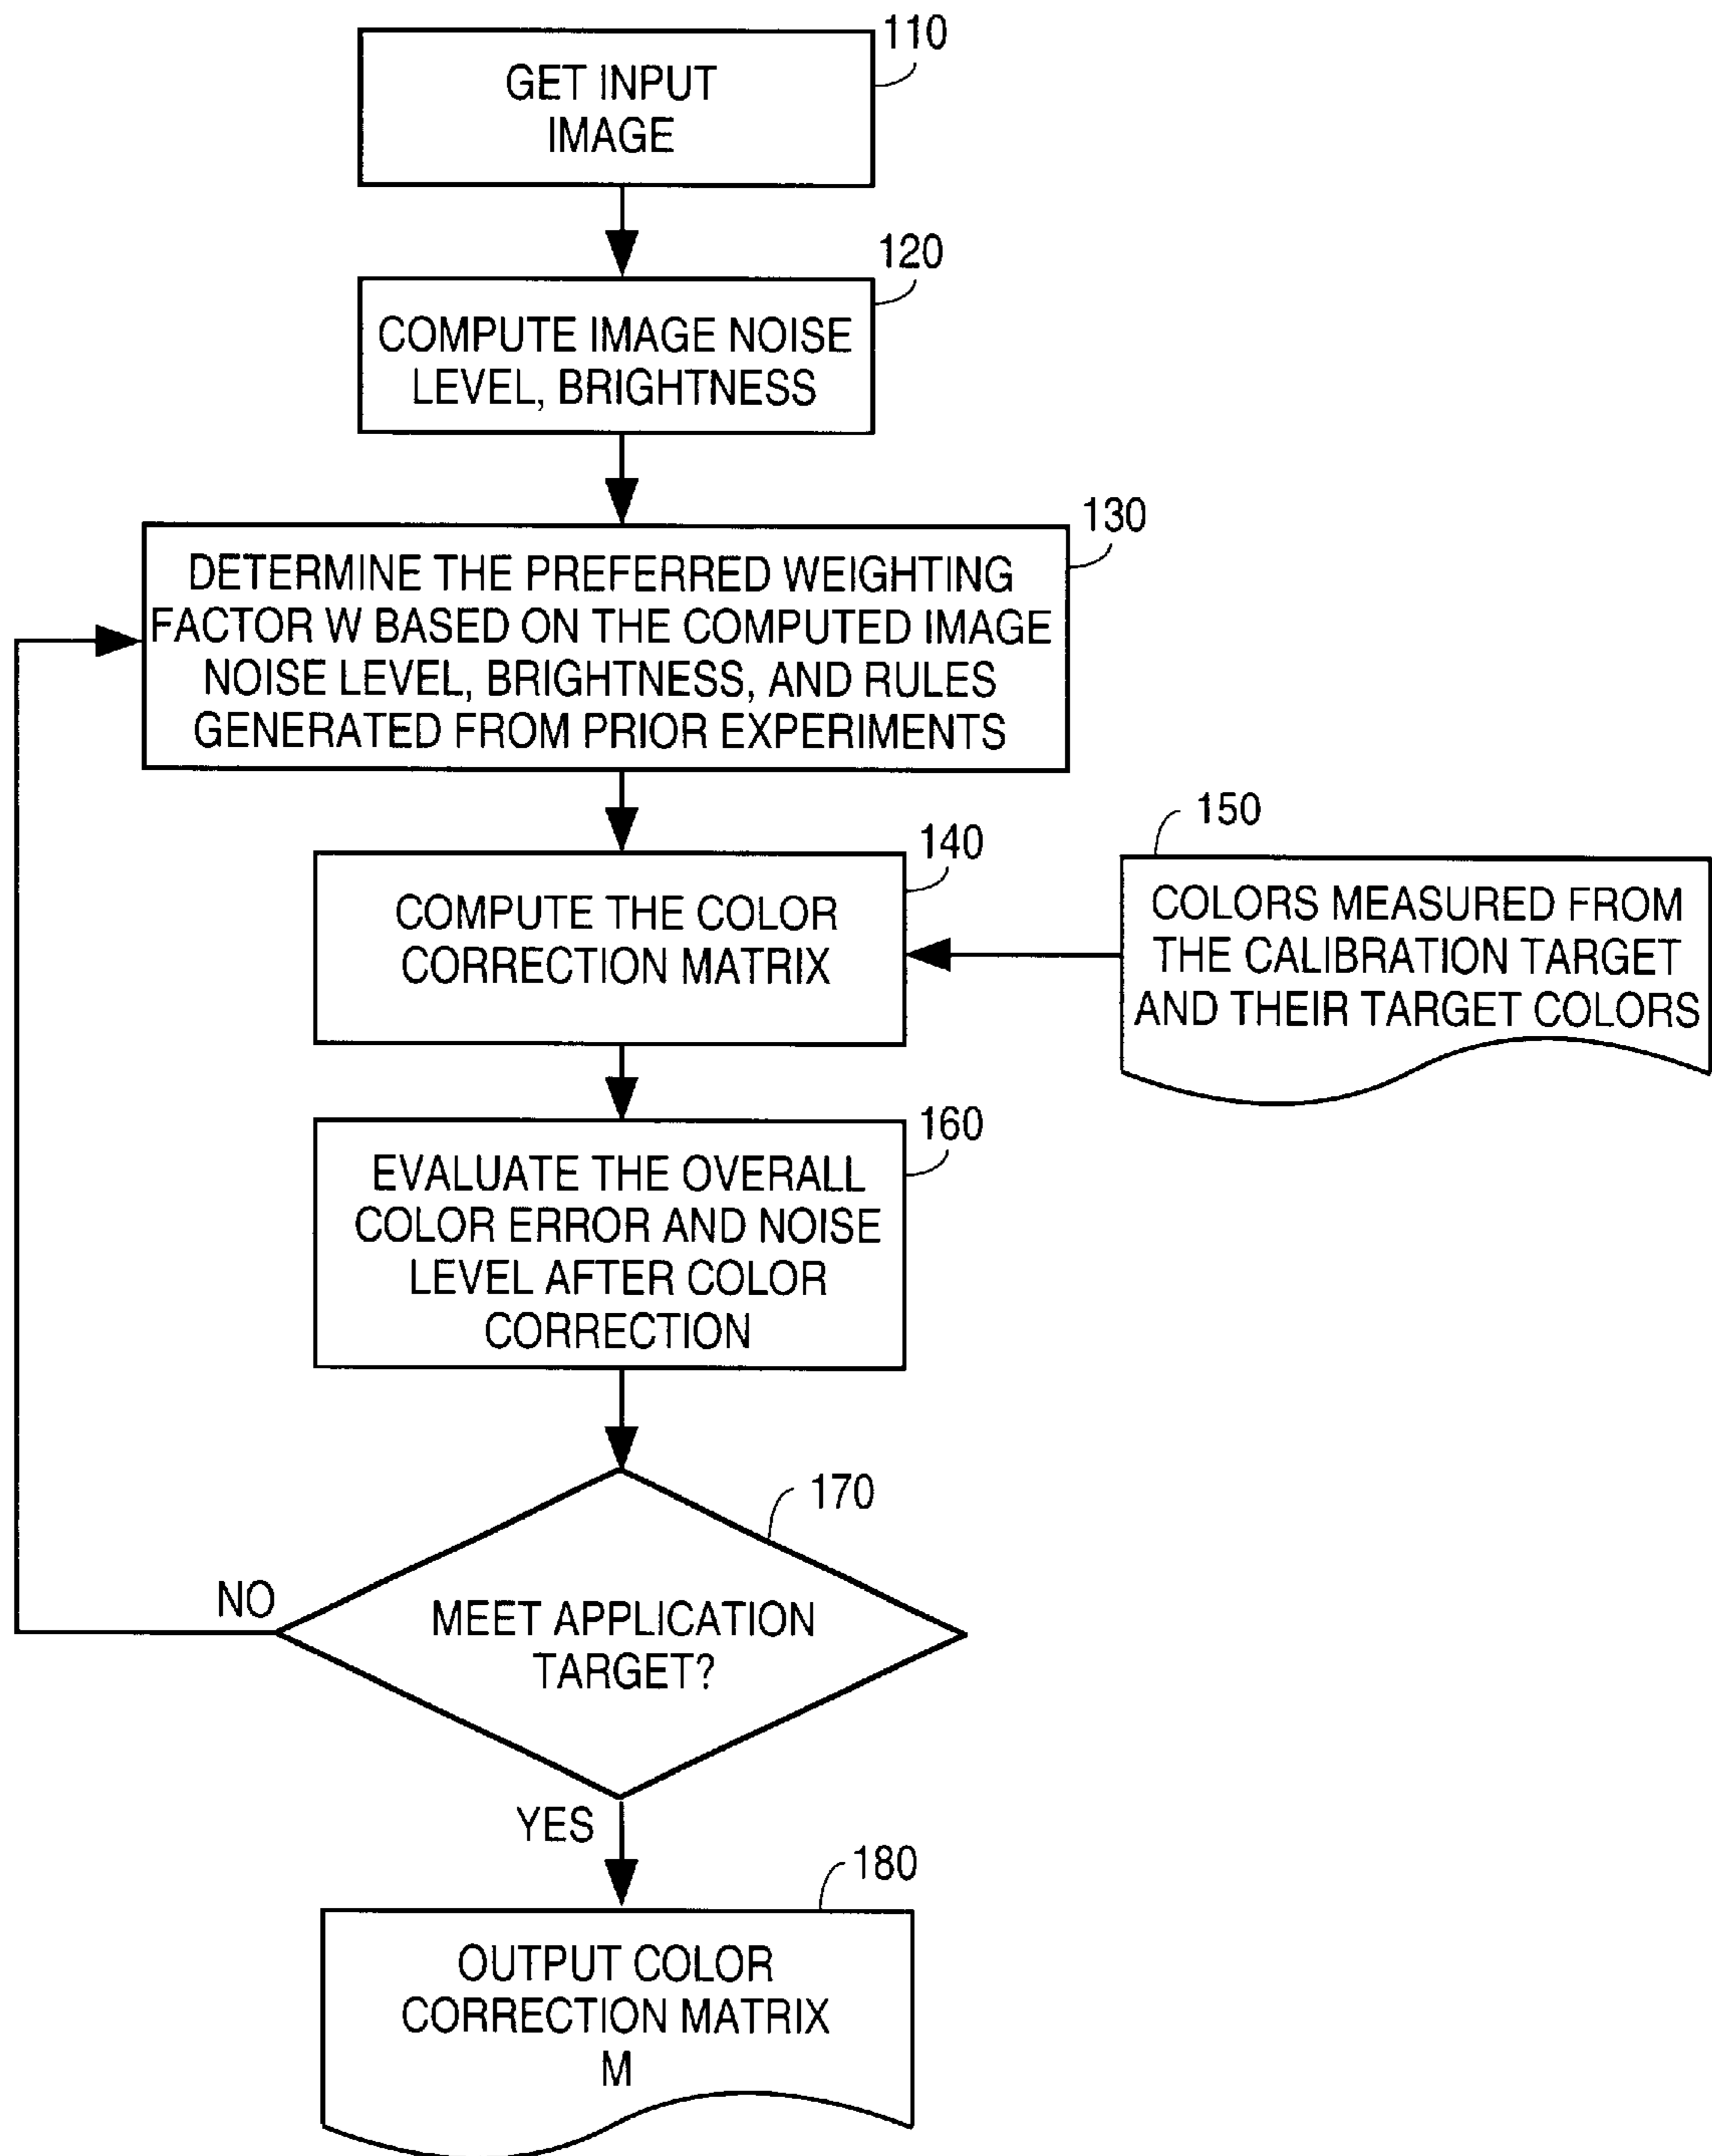 110
GET INPUT
IMAGE
120
COMPUTE IMAGE NOISE
LEVEL, BRIGHTNESS
130
DETERMINE THE PREFERRED WEIGHTING
FACTOR W BASED ON THE COMPUTED IMAGE
NOISE LEVEL, BRIGHTNESS, AND RULES
GENERATED FROM PRIOR EXPERIMENTS
140
COMPUTE THE COLOR
CORRECTION MATRIX
150
COLORS MEASURED FROM
THE CALIBRATION TARGET
AND THEIR TARGET COLORS
160
EVALUATE THE OVERALL
COLOR ERROR AND NOISE
LEVEL AFTER COLOR
CORRECTION
170
MEET APPLICATION
TARGET?
NO
YES
180
OUTPUT COLOR
CORRECTION MATRIX
M